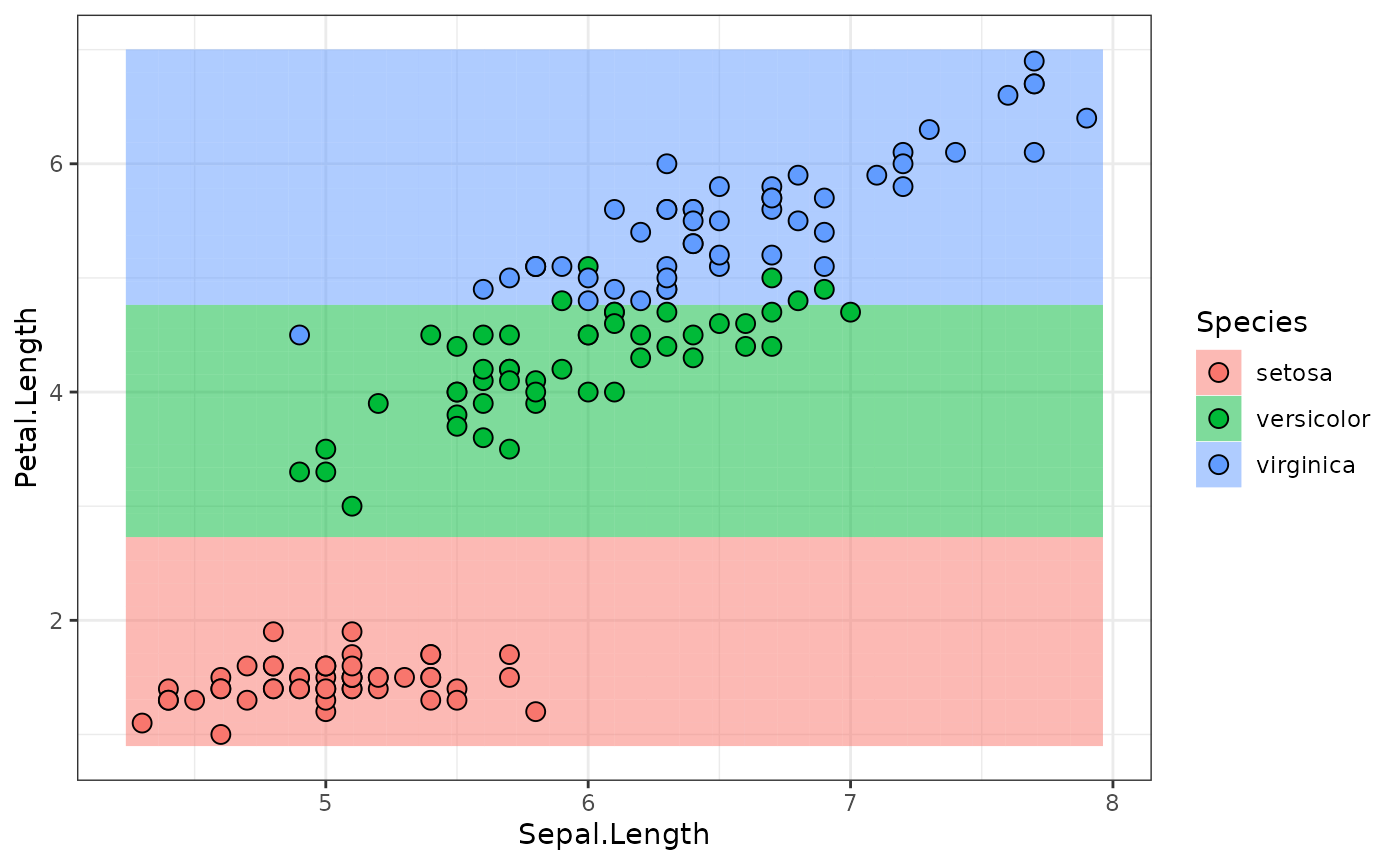 Petal.Length
6
4
2
5 6 7 8
Sepal.Length
Species
setosa
versicolor
virginica